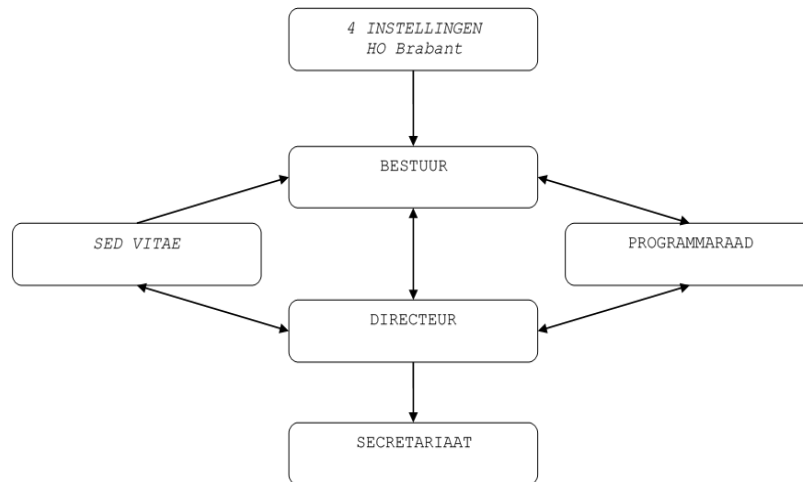 4 INSTELLINGEN
HO Brabant
BESTUUR
SED VITAE
PROGRAMMARAAD
DIRECTEUR
SECRETARIAAT